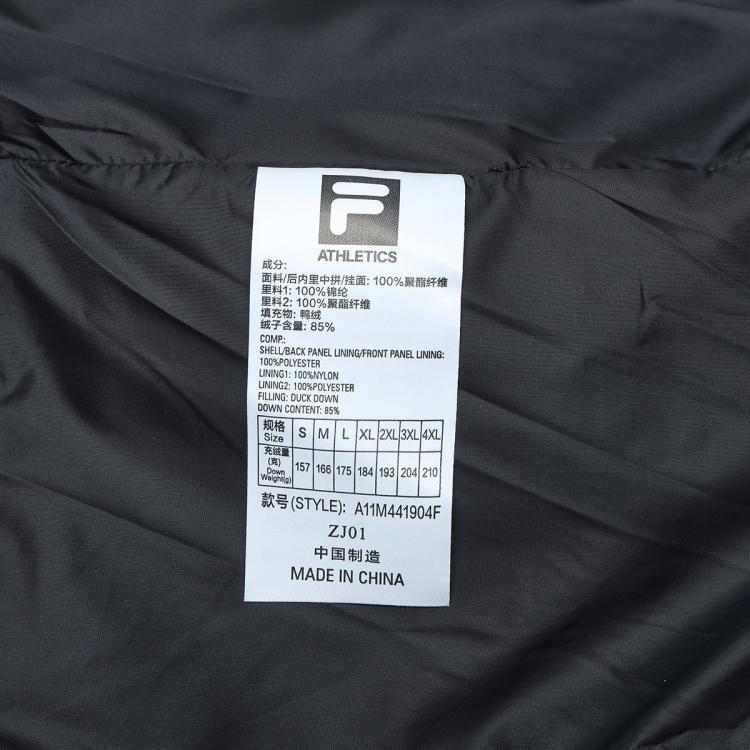 F
ATHLETICS
成分:
面料/后内里中拼/挂面: 100%聚酯纤维
里料1: 100%锦纶
里料2: 100%聚酯纤维
填充物: 鸭绒
绒子含量: 85%
COMP.:
SHELL/BACK PANEL LINING/FRONT PANEL LINING:
100%POLYESTER
LINING1: 100%NYLON
LINING2: 100%POLYESTER
FILLING: DUCK DOWN
DOWN CONTENT: 85%
规格 Size S M L XL 2XL 3XL 4XL
充绒量(克) Down Weight(g) 157 166 175 184 193 204 210
款号(STYLE): A11M441904F
ZJ01
中国制造
MADE IN CHINA